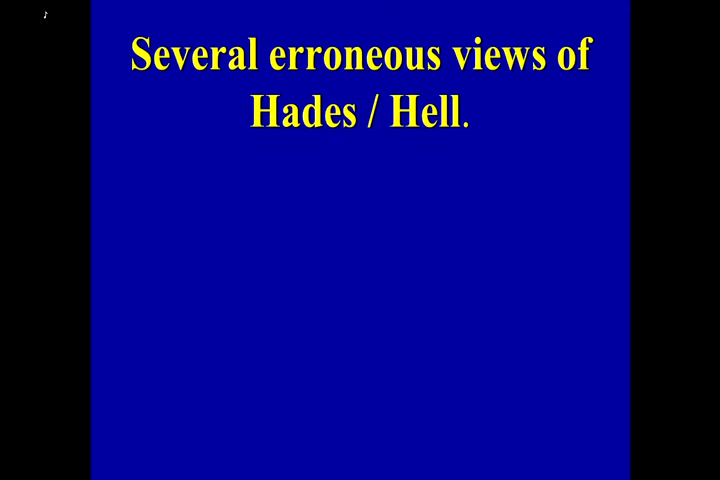 ♪
Several erroneous views of
Hades / Hell.